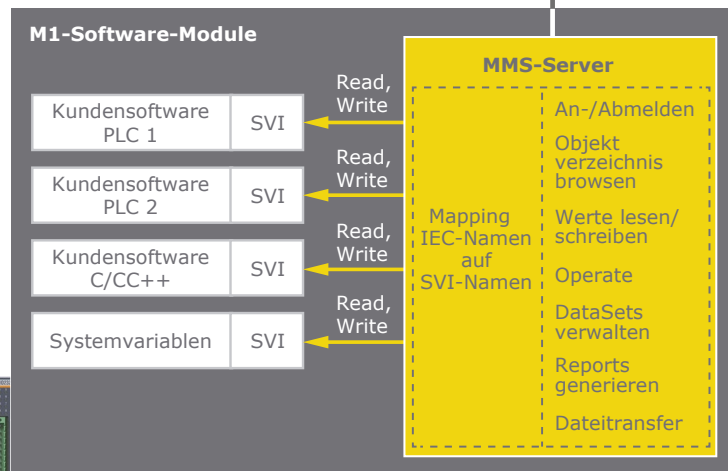 M1-Software-Module
MMS-Server
Read,
Write
Kundensoftware
PLC 1
SVI
Read,
Write
Kundensoftware
PLC 2
SVI
Read,
Write
Kundensoftware
C/CC++
SVI
Read,
Write
Systemvariablen
SVI
Mapping
IEC-Namen
auf
SVI-Namen
An-/Abmelden
Objekt
verzeichnis
browsen
Werte lesen/
schreiben
Operate
DataSets
verwalten
Reports
generieren
Dateitransfer